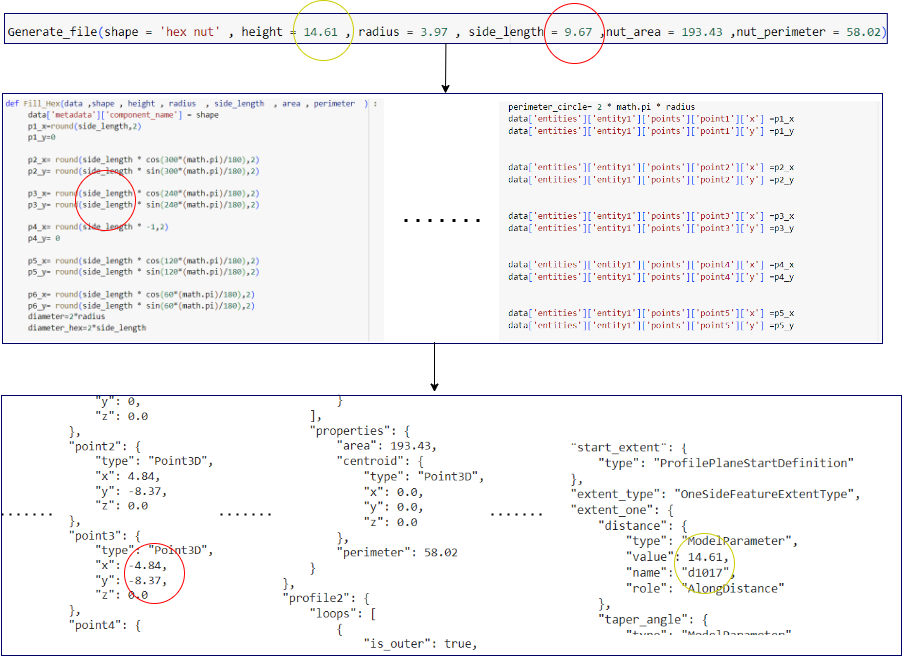 Generate_file(shape = 'hex nut' , height = 14.61 , radius = 3.97 , side_length = 9.67 ,nut_area = 193.43 ,nut_perimeter = 58.02)
def Fill_Hex(data ,shape , height , radius , side_length , area , perimeter ) :
data['metadata']['component_name'] = shape
p1_x=round(side_length,2)
p1_y=0
p2_x= round(side_length * cos(300*(math.pi)/180),2)
p2_y= round(side_length * sin(300*(math.pi)/180),2)
p3_x= round(side_length * cos(240*(math.pi)/180),2)
p3_y= round(side_length * sin(240*(math.pi)/180),2)
p4_x= round(side_length * -1,2)
p4_y= 0
p5_x= round(side_length * cos(120*(math.pi)/180),2)
p5_y= round(side_length * sin(120*(math.pi)/180),2)
p6_x= round(side_length * cos(60*(math.pi)/180),2)
p6_y= round(side_length * sin(60*(math.pi)/180),2)
diameter=2*radius
diameter_hex=2*side_length
.......
perimeter_circle= 2 * math.pi * radius
data['entities']['entity1']['points']['point1']['x'] =p1_x
data['entities']['entity1']['points']['point1']['y'] =p1_y
data['entities']['entity1']['points']['point2']['x'] =p2_x
data['entities']['entity1']['points']['point2']['y'] =p2_y
data['entities']['entity1']['points']['point3']['x'] =p3_x
data['entities']['entity1']['points']['point3']['y'] =p3_y
data['entities']['entity1']['points']['point4']['x'] =p4_x
data['entities']['entity1']['points']['point4']['y'] =p4_y
data['entities']['entity1']['points']['point5']['x'] =p5_x
data['entities']['entity1']['points']['point5']['y'] =p5_y
.......
"y": 0,
"z": 0.0
},
"point2": {
"type": "Point3D",
"x": 4.84,
"y": -8.37,
"z": 0.0
},
"point3": {
"type": "Point3D",
"x": -4.84,
"y": -8.37,
"z": 0.0
},
"point4": {
.......
}
],
"properties": {
"area": 193.43,
"centroid": {
"type": "Point3D",
"x": 0.0,
"y": 0.0,
"z": 0.0
},
"perimeter": 58.02
}
},
"profile2": {
"loops": [
{
"is_outer": true,
.......
"start_extent": {
"type": "ProfilePlaneStartDefinition"
},
"extent_type": "OneSideFeatureExtentType",
"extent_one": {
"distance": {
"type": "ModelParameter",
"value": 14.61,
"name": "d1017",
"role": "AlongDistance"
},
"taper_angle": {
"type": "ModelParameter"